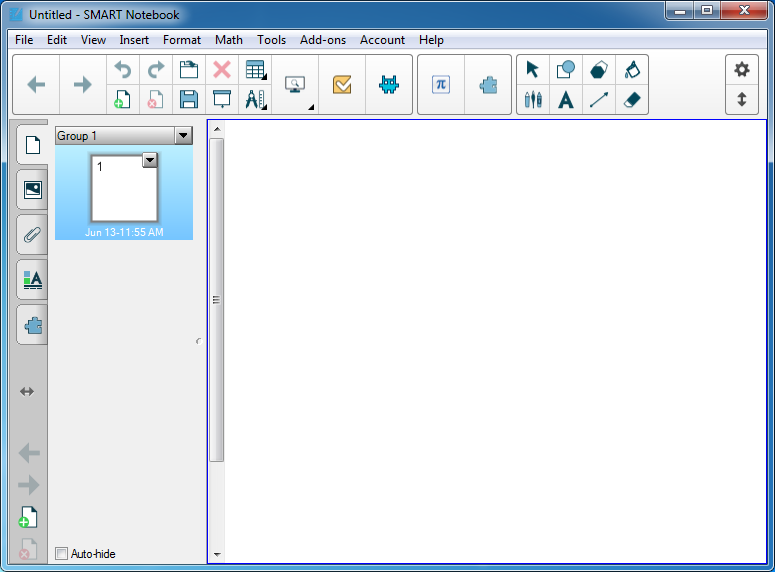 Untitled - SMART Notebook
File Edit View Insert Format Math Tools Add-ons Account Help
π
A
A
Group 1
1
Jun 13-11:55 AM
Auto-hide